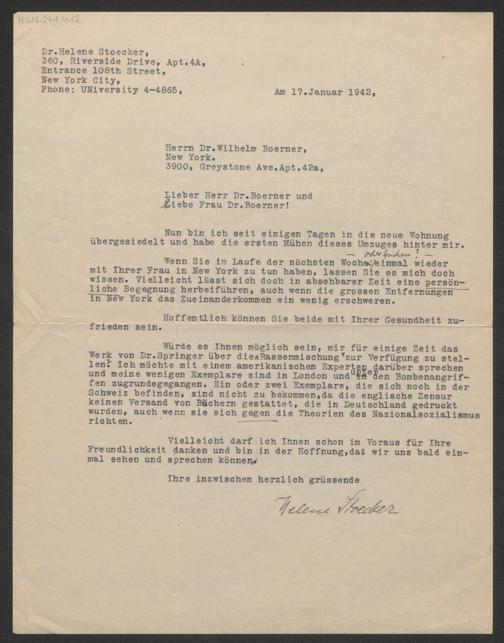 H.I.N. 241.412
Dr.Helene Stoecker,
360, Riverside Drive, Apt.4A,
Entrance 108th Street,
New York City,
Phone: UNiversity 4-4865,
Am 17.Januar 1942,
Herrn Dr.Wilhelm Boerner,
New York.
3900, Greystone Ave.Apt.42a,
Lieber Herr Dr.Boerner und
liebe Frau Dr.Boerner!
Nun bin ich seit einigen Tagen in die neue Wohnung
übergesiedelt und habe die ersten Mühen dieses Umzuges hinter mir.
Wenn Sie im Laufe der nächsten Woche einmal wieder
mit Ihrer Frau in New York zu tun haben, lassen Sie es mich doch
wissen. Vielleicht lässt sich doch in absehbarer Zeit eine persön-
liche Begegnung herbeiführen, auch wenn die grossen Entfernungen
in New York das Zueinanderkommen ein wenig erschweren.
Hoffentlich können Sie beide mit Ihrer Gesundheit zu-
frieden sein.
Würde es Ihnen möglich sein, mir für einige Zeit das
Werk von Dr.Springer über die "Rassenmischung" zur Verfügung zu stel-
len? Ich möchte mit einem amerikanischen Experten darüber sprechen
und meine wenigen Exemplare sind in London und unter den Bombenangrif-
fen zugrundegegangen. Ein oder zwei Exemplare, die sich noch in der
Schweiz befinden, sind nicht zu bekommen,da die englische Zensur
keinen Versand von Büchern gestattet, die in Deutschland gedruckt
wurden, auch wenn sie sich gegen die Theorien des Nationalsozialismus
richten.
Vielleicht darf ich Ihnen schon im Voraus für Ihre
Freundlichkeit danken und bin in der Hoffnung,daß wir uns bald ein-
mal sehen und sprechen können.
Ihre inzwischen herzlich grüssende
Helene Stoecker